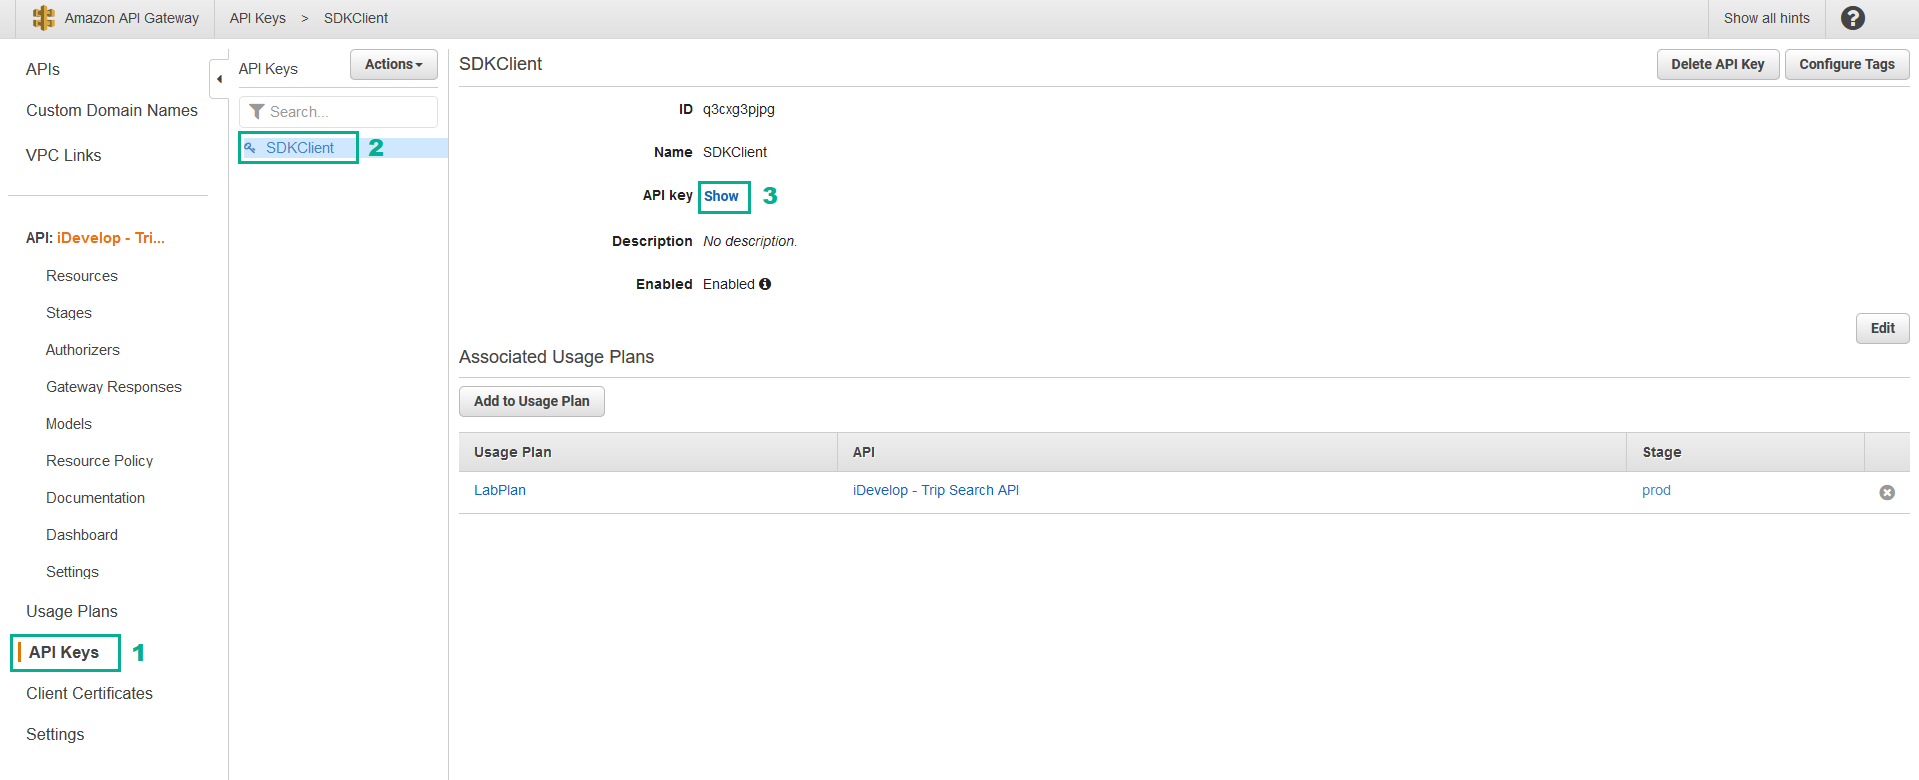 Amazon API Gateway
API Keys > SDKClient
Show all hints
?
APIs
Custom Domain Names
VPC Links
API: iDevelop - Tri...
Resources
Stages
Authorizers
Gateway Responses
Models
Resource Policy
Documentation
Dashboard
Settings
Usage Plans
API Keys 1
Client Certificates
Settings
API Keys
Actions
Search...
SDKClient 2
SDKClient
Delete API Key
Configure Tags
ID q3cxg3pjpg
Name SDKClient
API key Show 3
Description No description.
Enabled Enabled
Edit
Associated Usage Plans
Add to Usage Plan
Usage Plan API Stage
LabPlan iDevelop - Trip Search API prod